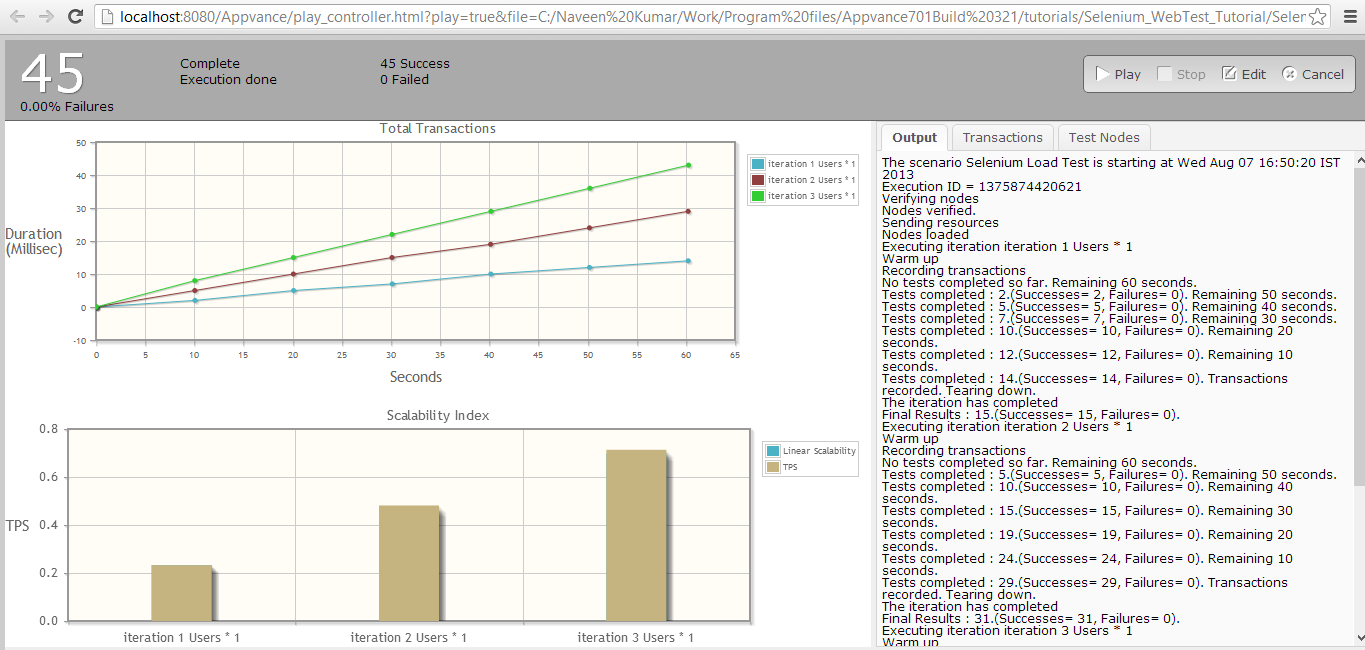 localhost:8080/Appvance/play_controller.html?play=true&file=C:/Naveen%20Kumar/Work/Program%20files/Appvance701Build%20321/tutorials/Selenium_WebTest_Tutorial/Selen
45
0.00% Failures
Complete
Execution done
45 Success
0 Failed
Play
Stop
Edit
Cancel
Total Transactions
Duration
(Millisec)
50
40
30
20
10
0
-10
0 5 10 15 20 25 30 35 40 45 50 55 60 65
Seconds
iteration 1 Users * 1
iteration 2 Users * 1
iteration 3 Users * 1
Scalability Index
TPS
0.8
0.6
0.4
0.2
0.0
iteration 1 Users * 1
iteration 2 Users * 1
iteration 3 Users * 1
Linear Scalability
TPS
Output
Transactions
Test Nodes
The scenario Selenium Load Test is starting at Wed Aug 07 16:50:20 IST
2013
Execution ID = 1375874420621
Verifying nodes
Nodes verified.
Sending resources
Nodes loaded
Executing iteration iteration 1 Users * 1
Warm up
Recording transactions
No tests completed so far. Remaining 60 seconds.
Tests completed : 2.(Successes= 2, Failures= 0). Remaining 50 seconds.
Tests completed : 5.(Successes= 5, Failures= 0). Remaining 40 seconds.
Tests completed : 7.(Successes= 7, Failures= 0). Remaining 30 seconds.
Tests completed : 10.(Successes= 10, Failures= 0). Remaining 20
seconds.
Tests completed : 12.(Successes= 12, Failures= 0). Remaining 10
seconds.
Tests completed : 14.(Successes= 14, Failures= 0). Transactions
recorded. Tearing down.
The iteration has completed
Final Results : 15.(Successes= 15, Failures= 0).
Executing iteration iteration 2 Users * 1
Warm up
Recording transactions
No tests completed so far. Remaining 60 seconds.
Tests completed : 5.(Successes= 5, Failures= 0). Remaining 50 seconds.
Tests completed : 10.(Successes= 10, Failures= 0). Remaining 40
seconds.
Tests completed : 15.(Successes= 15, Failures= 0). Remaining 30
seconds.
Tests completed : 19.(Successes= 19, Failures= 0). Remaining 20
seconds.
Tests completed : 24.(Successes= 24, Failures= 0). Remaining 10
seconds.
Tests completed : 29.(Successes= 29, Failures= 0). Transactions
recorded. Tearing down.
The iteration has completed
Final Results : 31.(Successes= 31, Failures= 0).
Executing iteration iteration 3 Users * 1
Warm up